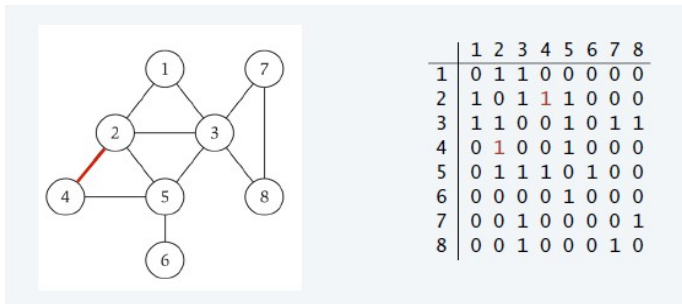 1 7
2 3
4 5 8
6
1 2 3 4 5 6 7 8
1 0 1 1 0 0 0 0 0
2 1 0 1 1 1 0 0 0
3 1 1 0 0 1 0 1 1
4 0 1 0 0 1 0 0 0
5 0 1 1 1 0 1 0 0
6 0 0 0 0 1 0 0 0
7 0 0 1 0 0 0 0 1
8 0 0 1 0 0 0 1 0